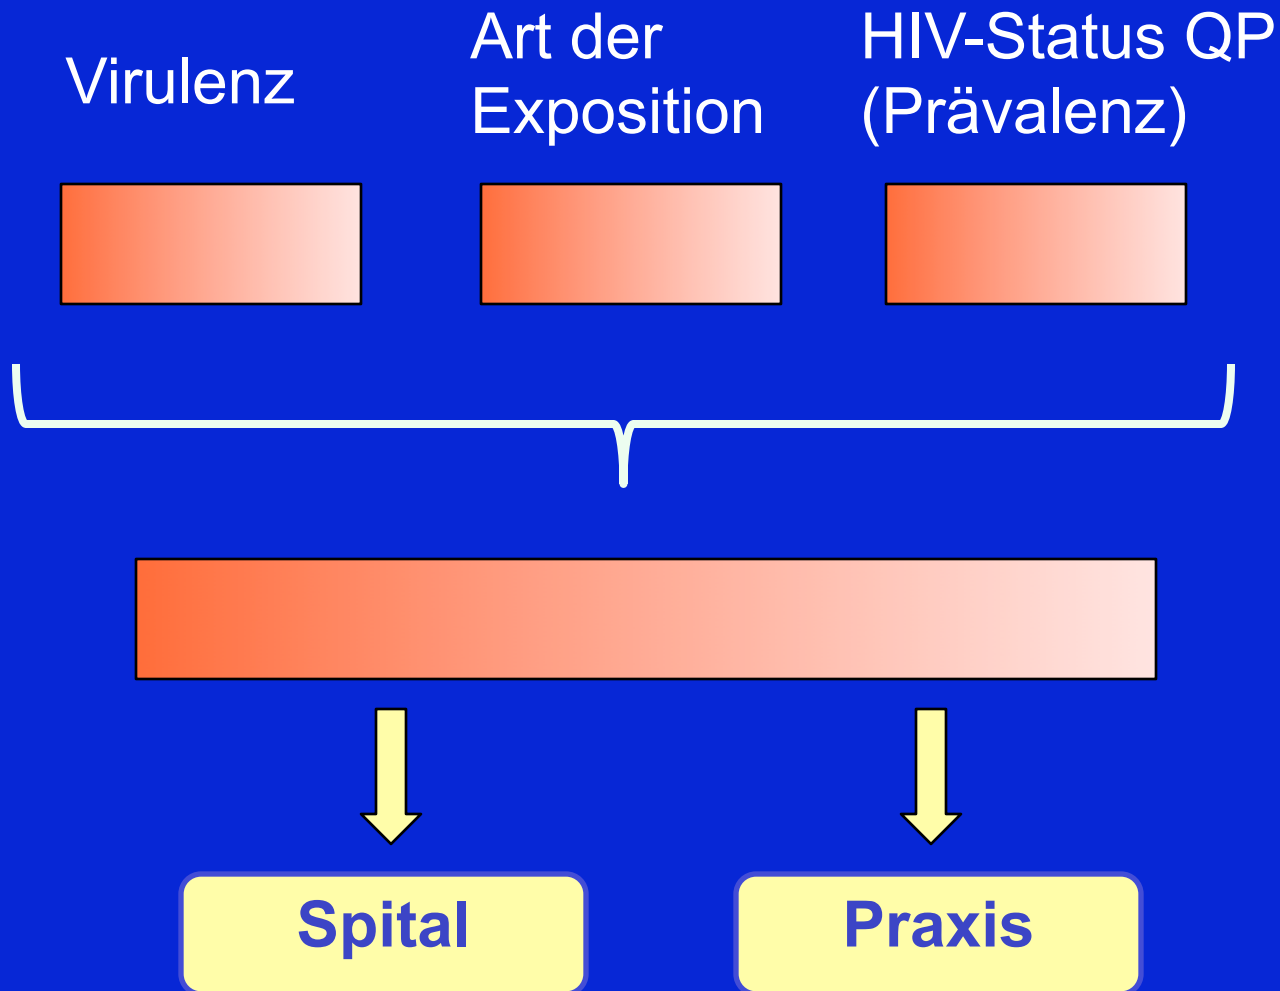 Virulenz
Art der
Exposition
HIV-Status QP
(Prävalenz)
Spital
Praxis